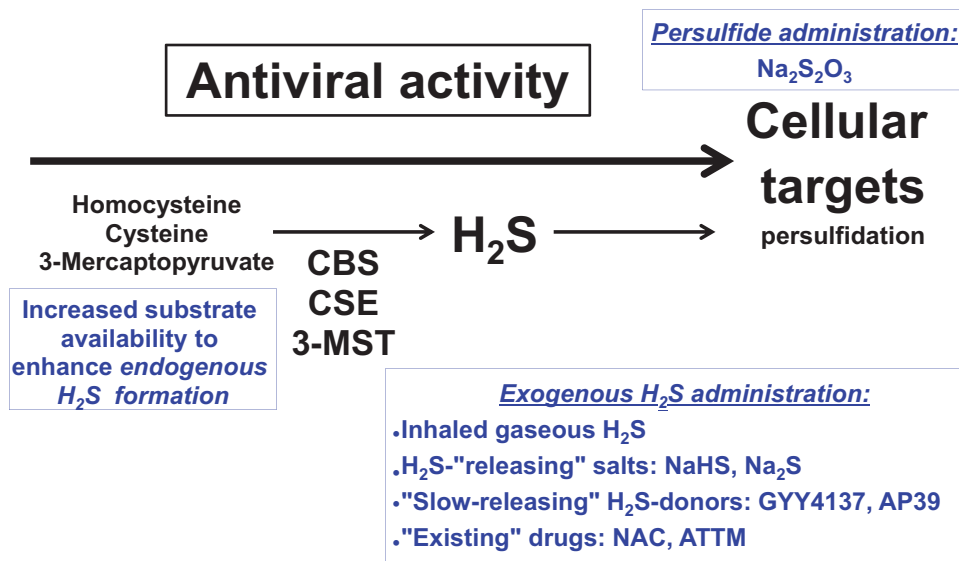 Persulfide administration:
Na₂S₂O₃
Antiviral activity
Cellular
targets
persulfidation
Homocysteine
Cysteine
3-Mercaptopyruvate
H₂S
CBS
CSE
3-MST
Increased substrate
availability to
enhance endogenous
H₂S formation
Exogenous H₂S administration:
•Inhaled gaseous H₂S
•H₂S-"releasing" salts: NaHS, Na₂S
•"Slow-releasing" H₂S-donors: GYY4137, AP39
•"Existing" drugs: NAC, ATTM